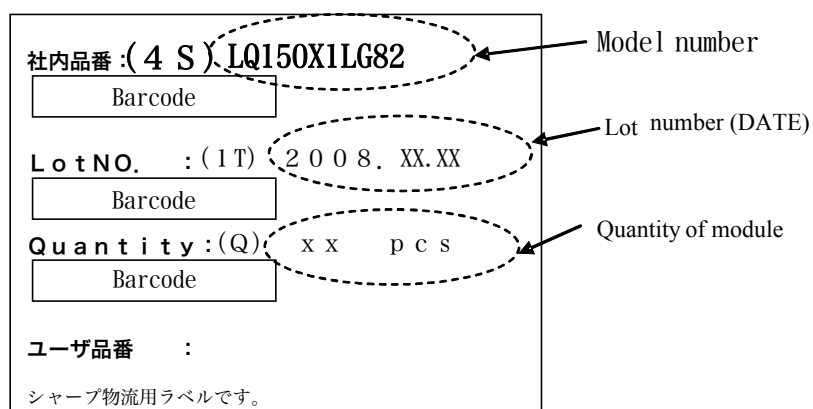 社内品番:(4S) LQ150X1LG82
Model number
Barcode
Lot number (DATE)
LotNO. :(1T) 2008. XX.XX
Barcode
Quantity:(Q) xx pcs
Quantity of module
Barcode
ユーザ品番 :
シャープ物流用ラベルです。